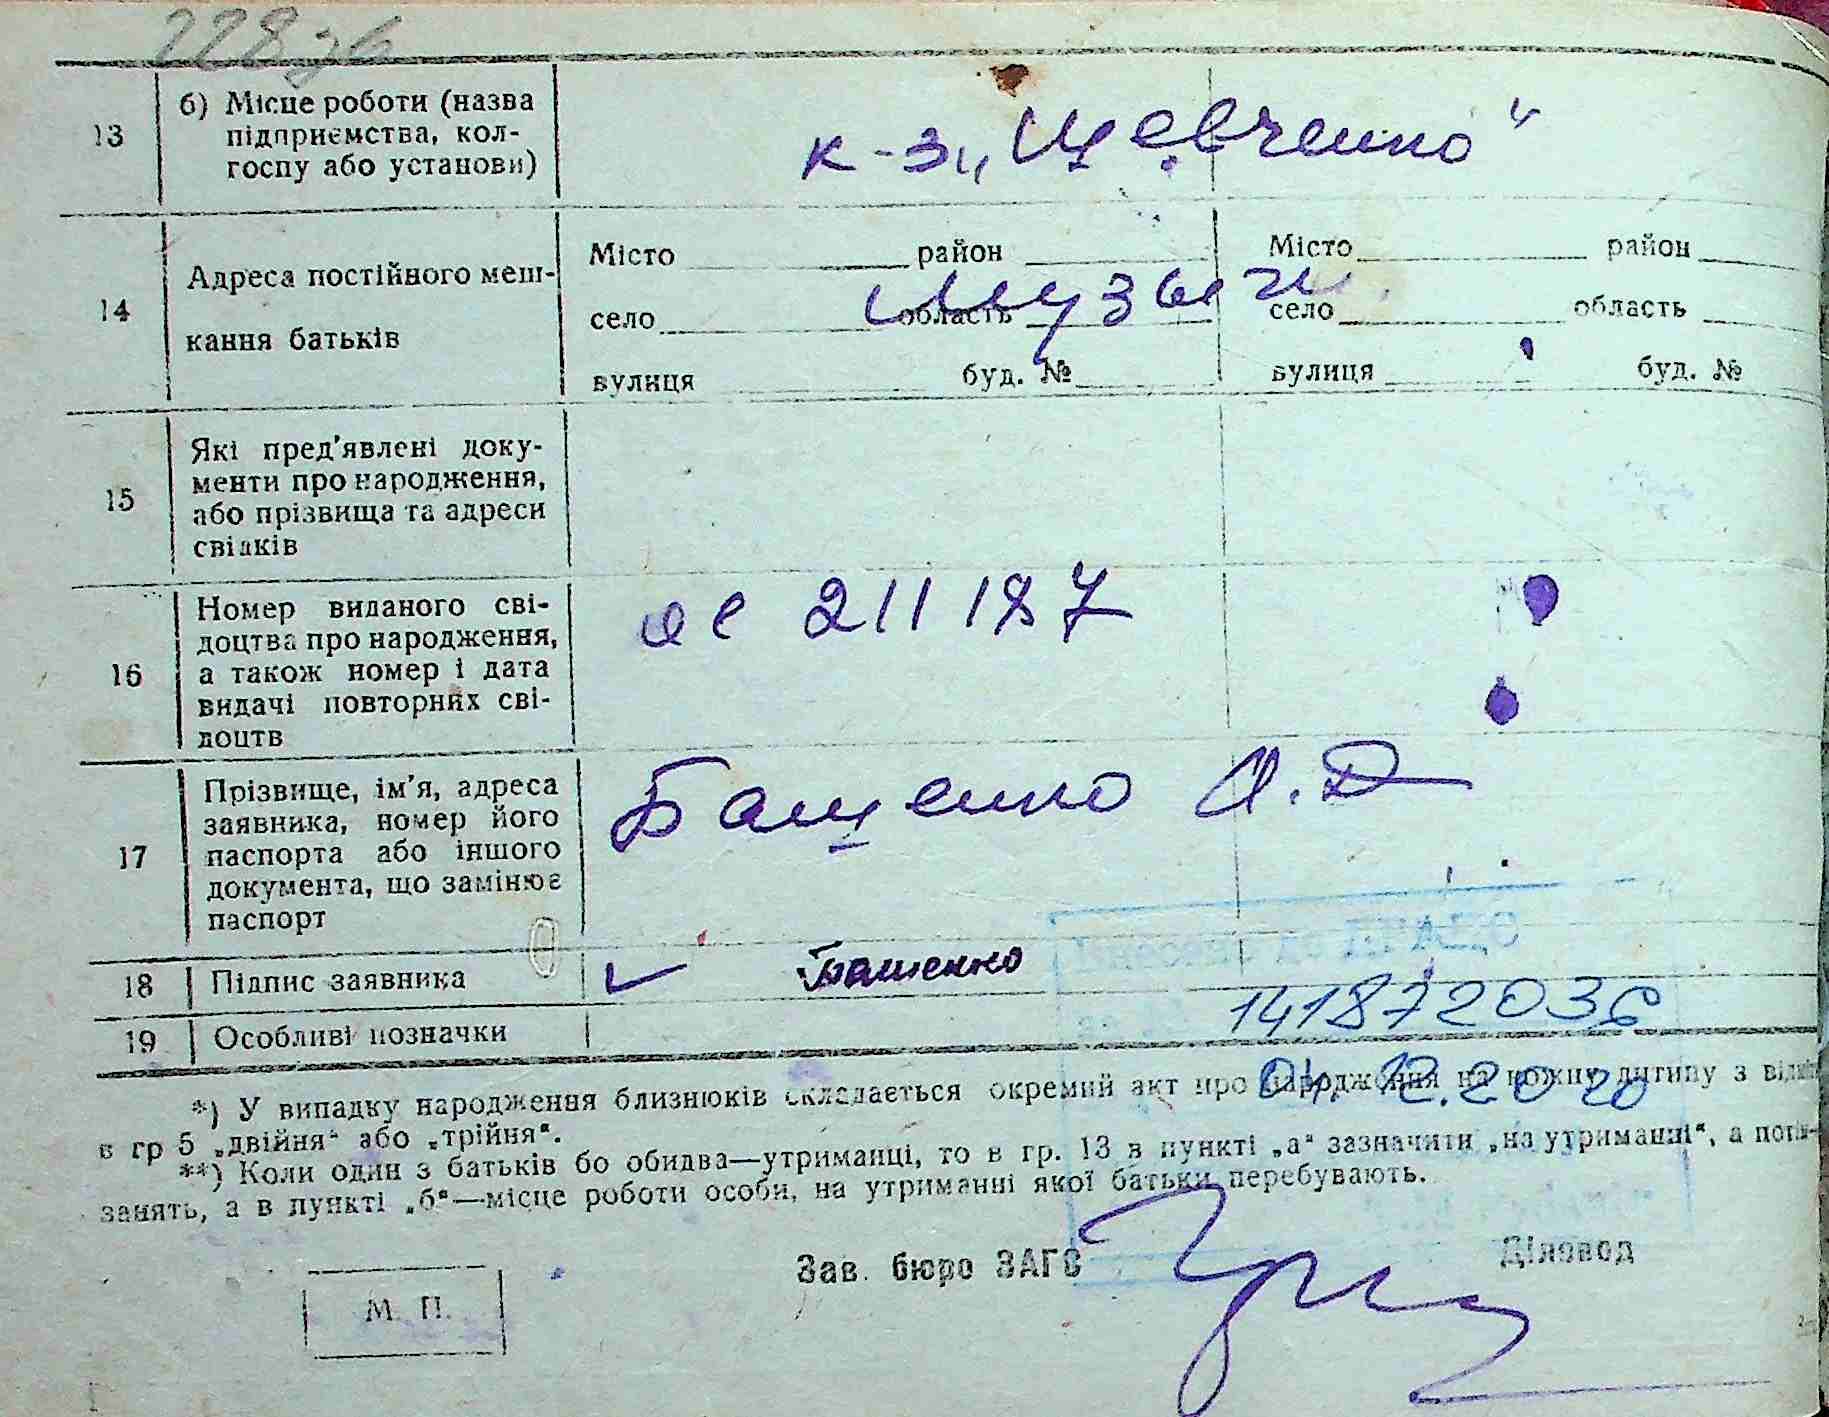 228 зв
13
б) Місце роботи (назва
підприємства, кол-
госпу або установи)
к-з „Шевченко"
14
Адреса постійного меш-
кання батьків
Місто район
село область
вулиця буд. №
Музычи
Місто район
село область
вулиця буд. №
15
Які пред'явлені доку-
менти про народження,
або прізвища та адреси
свідків
16
Номер виданого сві-
доцтва про народження,
а також номер і дата
видачі повторних сві-
доцтв
211187
17
Прізвище, ім'я, адреса
заявника, номер його
паспорта або іншого
документа, що замінює
паспорт
Бащенко О.Д
18
Підпис заявника
Бащенко
19
Особливі позначки
141872036
04.12.2020
*) У випадку народження близнюків складається окремий акт про народження на кожну дитину з
в гр 5 „двійня" або „трійня".
**) Коли один з батьків бо обидва—утриманці, то в гр. 13 в пункті „а" зазначити „на утриманні", а
занять, а в пункті „б"—місце роботи особи, на утриманні якої батьки перебувають.
Зав. бюро ЗАГС
Діловод
М. П.